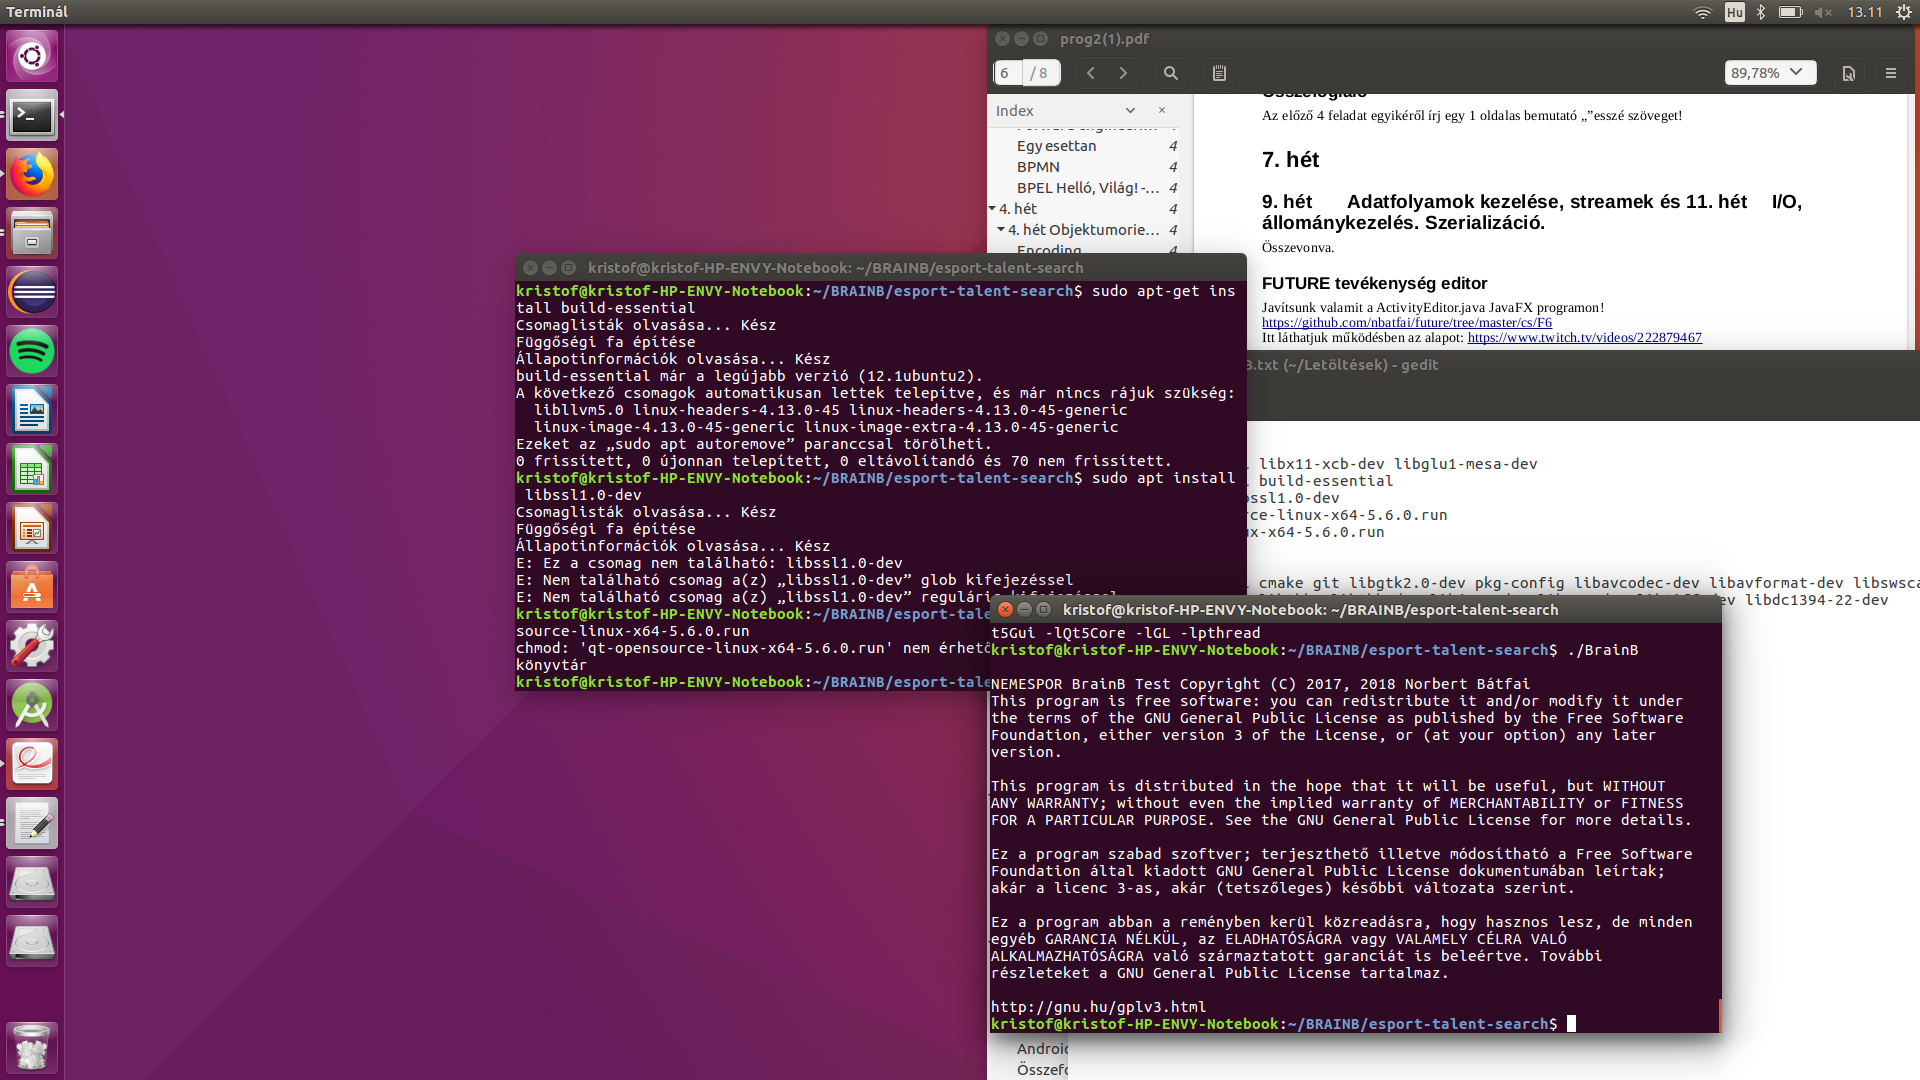 Terminál
Hu
13.11
prog2(1).pdf
6 / 8
89,78%
Index
Egy esettan 4
BPMN 4
BPEL Helló, Világ! -... 4
4. hét 4
4. hét Objektumorie... 4
Encoding 4
Összefoglaló
Az előző 4 feladat egyikéről írj egy 1 oldalas bemutató „”esszé szöveget!
7. hét
9. hét Adatfolyamok kezelése, streamek és 11. hét I/O,
állománykezelés. Szerializáció.
Összevonva.
FUTURE tevékenység editor
Javítsunk valamit a ActivityEditor.java JavaFX programon!
https://github.com/nbatfai/future/tree/master/cs/F6
Itt láthatjuk működésben az alapot: https://www.twitch.tv/videos/222879467
kristof@kristof-HP-ENVY-Notebook: ~/BRAINB/esport-talent-search
kristof@kristof-HP-ENVY-Notebook:~/BRAINB/esport-talent-search$ sudo apt-get ins
tall build-essential
Csomaglisták olvasása... Kész
Függőségi fa építése
Állapotinformációk olvasása... Kész
build-essential már a legújabb verzió (12.1ubuntu2).
A következő csomagok automatikusan lettek telepítve, és már nincs rájuk szükség:
libllvm5.0 linux-headers-4.13.0-45 linux-headers-4.13.0-45-generic
linux-image-4.13.0-45-generic linux-image-extra-4.13.0-45-generic
Ezeket az „sudo apt autoremove” paranccsal törölheti.
0 frissített, 0 újonnan telepített, 0 eltávolítandó és 70 nem frissített.
kristof@kristof-HP-ENVY-Notebook:~/BRAINB/esport-talent-search$ sudo apt install
libssl1.0-dev
Csomaglisták olvasása... Kész
Függőségi fa építése
Állapotinformációk olvasása... Kész
E: Ez a csomag nem található: libssl1.0-dev
E: Nem található csomag a(z) „libssl1.0-dev” glob kifejezéssel
E: Nem található csomag a(z) „libssl1.0-dev” reguláris kifejezéssel
kristof@kristof-HP-ENVY-Notebook:~/BRAINB/esport-tale
source-linux-x64-5.6.0.run
chmod: 'qt-opensource-linux-x64-5.6.0.run' nem érhető
könyvtár
kristof@kristof-HP-ENVY-Notebook:~/BRAINB/esport-tale
3.txt (~/Letöltések) - gedit
libx11-xcb-dev libglu1-mesa-dev
build-essential
ssl1.0-dev
ce-linux-x64-5.6.0.run
x-x64-5.6.0.run
cmake git libgtk2.0-dev pkg-config libavcodec-dev libavformat-dev libswsca
dev libdc1394-22-dev
kristof@kristof-HP-ENVY-Notebook: ~/BRAINB/esport-talent-search
t5Gui -lQt5Core -lGL -lpthread
kristof@kristof-HP-ENVY-Notebook:~/BRAINB/esport-talent-search$ ./BrainB
NEMESPOR BrainB Test Copyright (C) 2017, 2018 Norbert Bátfai
This program is free software: you can redistribute it and/or modify it under
the terms of the GNU General Public License as published by the Free Software
Foundation, either version 3 of the License, or (at your option) any later
version.
This program is distributed in the hope that it will be useful, but WITHOUT
ANY WARRANTY; without even the implied warranty of MERCHANTABILITY or FITNESS
FOR A PARTICULAR PURPOSE. See the GNU General Public License for more details.
Ez a program szabad szoftver; terjeszthető illetve módosítható a Free Software
Foundation által kiadott GNU General Public License dokumentumában leírtak;
akár a licenc 3-as, akár (tetszőleges) későbbi változata szerint.
Ez a program abban a reményben kerül közreadásra, hogy hasznos lesz, de minden
egyéb GARANCIA NÉLKÜL, az ELADHATÓSÁGRA vagy VALAMELY CÉLRA VALÓ
ALKALMAZHATÓSÁGRA való származtatott garanciát is beleértve. További
részleteket a GNU General Public License tartalmaz.
http://gnu.hu/gplv3.html
kristof@kristof-HP-ENVY-Notebook:~/BRAINB/esport-talent-search$
Androi
Összef